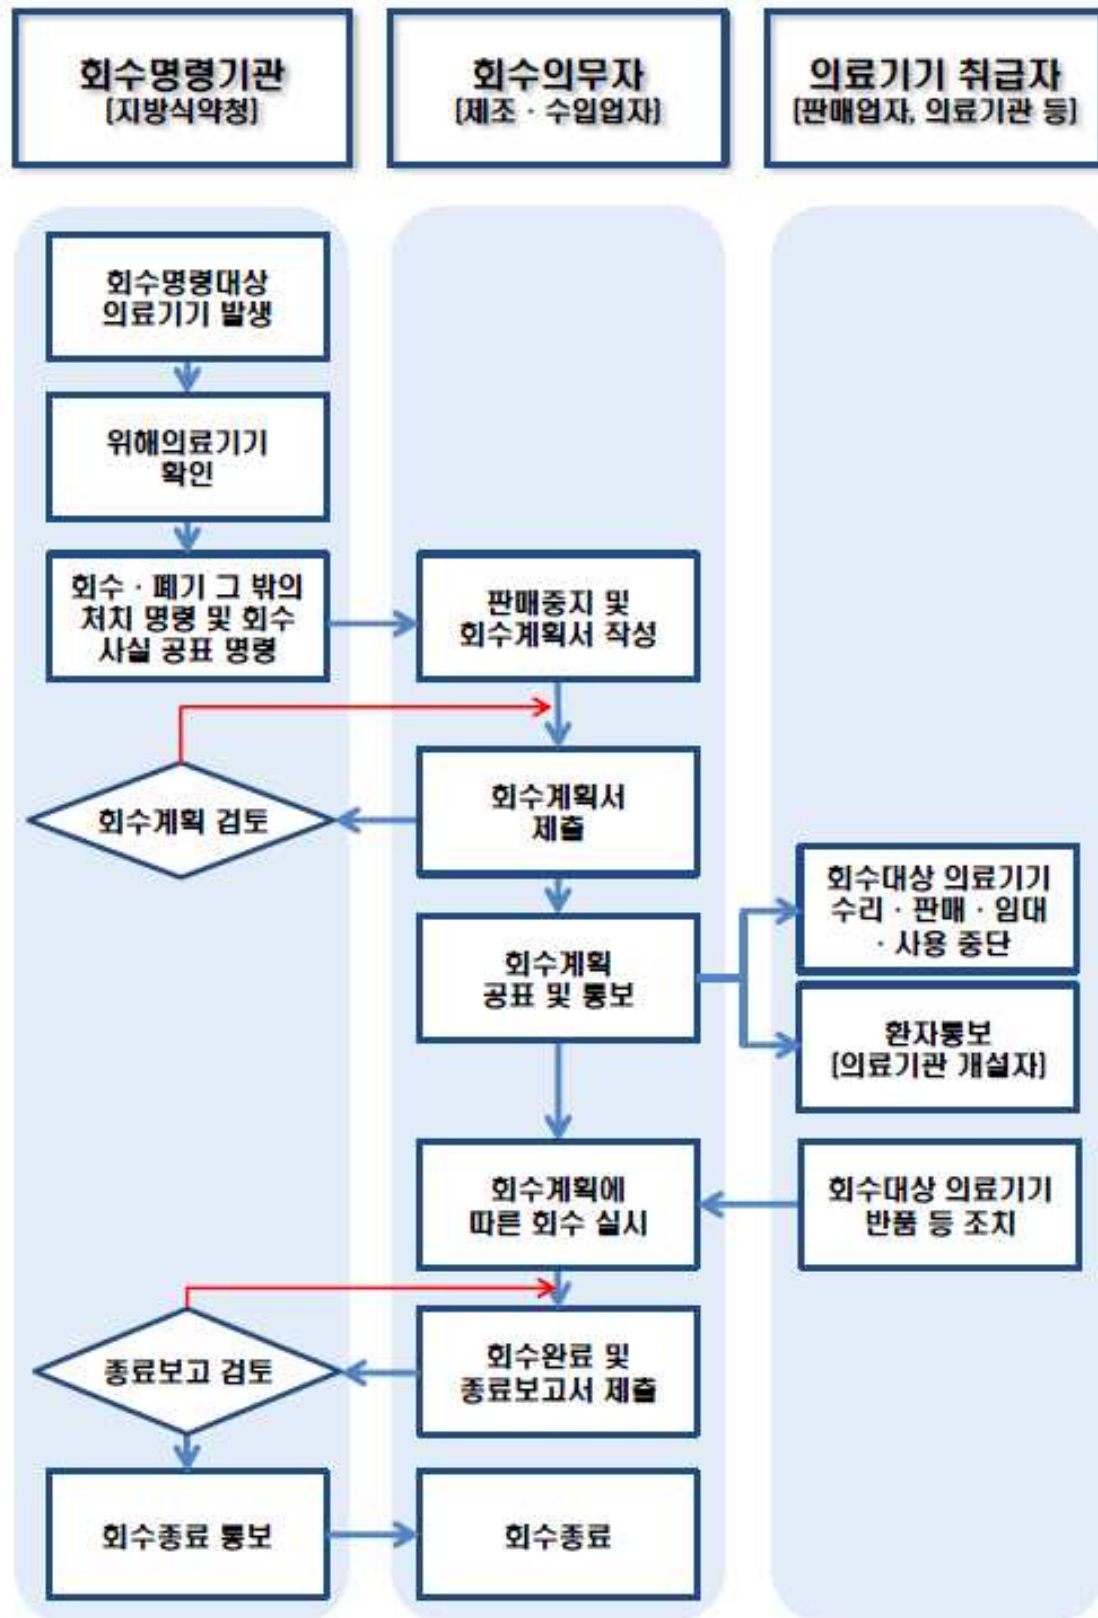 회수명령기관
[지방식약청]
회수의무자
[제조 · 수입업자]
의료기기 취급자
[판매업자, 의료기관 등]
회수명령대상
의료기기 발생
위해의료기기
확인
회수 · 폐기 그 밖의
처치 명령 및 회수
사실 공표 명령
판매중지 및
회수계획서 작성
회수계획 검토
회수계획서
제출
회수계획
공표 및 통보
회수대상 의료기기
수리 · 판매 · 임대
· 사용 중단
환자통보
[의료기관 개설자]
회수계획에
따른 회수 실시
회수대상 의료기기
반품 등 조치
종료보고 검토
회수완료 및
종료보고서 제출
회수종료 통보
회수종료